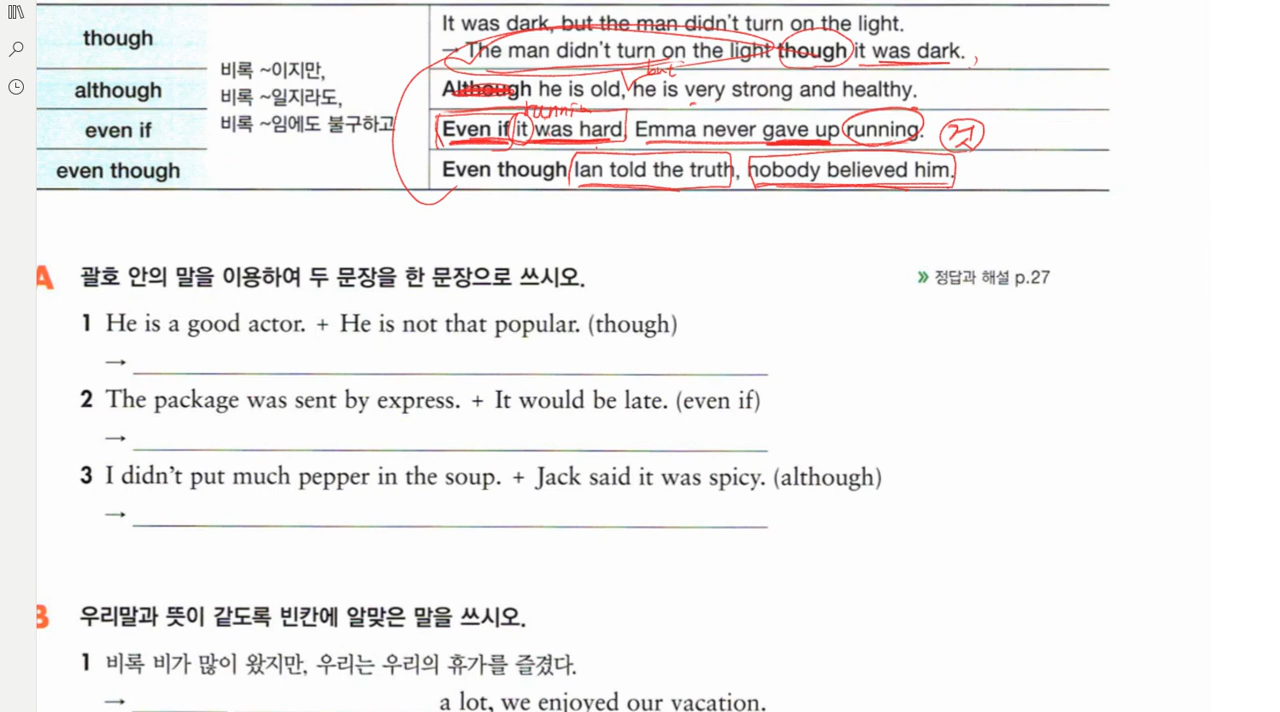 though
although
even if
even though
비록 ~이지만,
비록 ~일지라도,
비록 ~임에도 불구하고
It was dark, but the man didn't turn on the light.
→ The man didn't turn on the light though it was dark.
but
Although he is old, he is very strong and healthy.
runnin
Even if it was hard, Emma never gave up running.
Even though Ian told the truth, nobody believed him.
A 괄호 안의 말을 이용하여 두 문장을 한 문장으로 쓰시오.
» 정답과 해설 p.27
1 He is a good actor. + He is not that popular. (though)
→
2 The package was sent by express. + It would be late. (even if)
→
3 I didn't put much pepper in the soup. + Jack said it was spicy. (although)
→
B 우리말과 뜻이 같도록 빈칸에 알맞은 말을 쓰시오.
1 비록 비가 많이 왔지만, 우리는 우리의 휴가를 즐겼다.
→ a lot, we enjoyed our vacation.